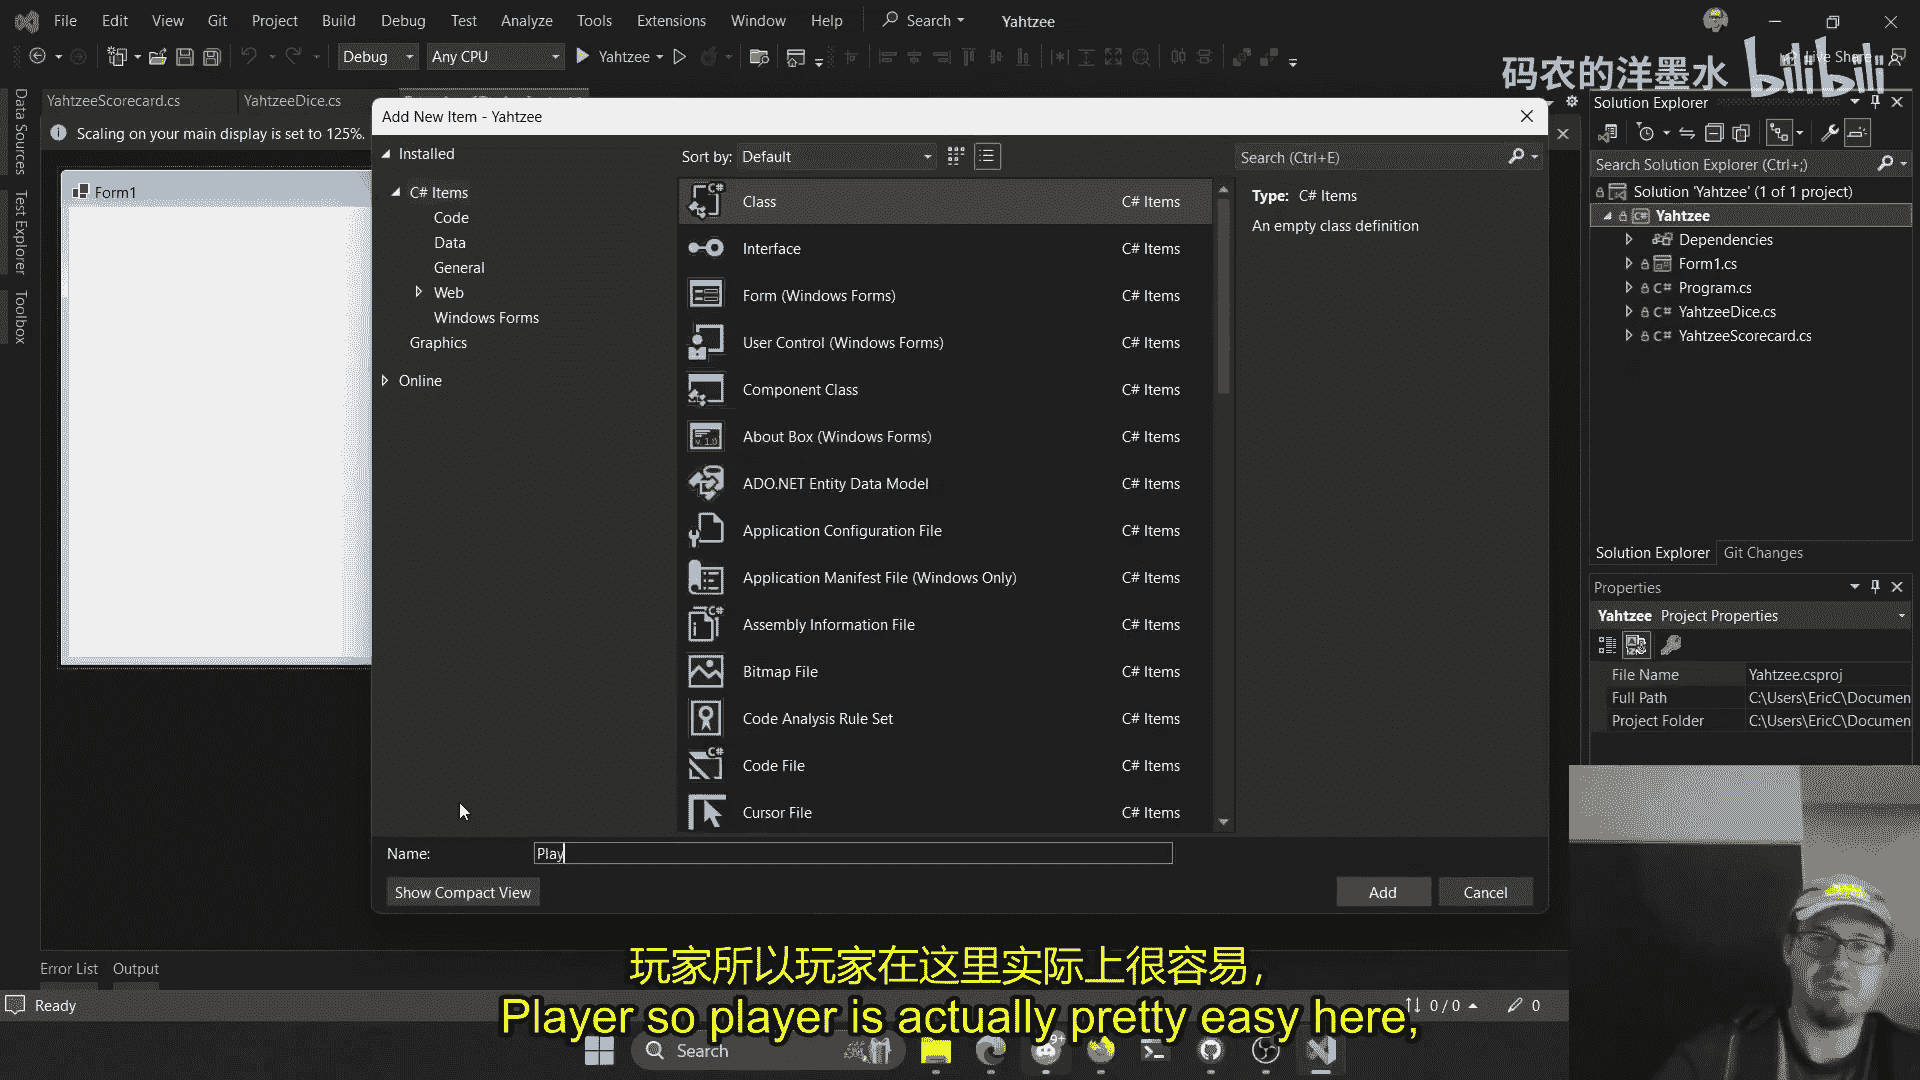 File Edit View Git Project Build Debug Test Analyze Tools Extensions Window Help Search Yahtzee
Debug Any CPU Yahtzee Live Share
码农的洋墨水 bilibili
Data Sources
Test Explorer
Toolbox
YahtzeeScorecard.cs YahtzeeDice.cs
Scaling on your main display is set to 125%.
Form1
Add New Item - Yahtzee
Installed
C# Items
Code
Data
General
Web
Windows Forms
Graphics
Online
Sort by: Default
Search (Ctrl+E)
Class C# Items
Interface C# Items
Form (Windows Forms) C# Items
User Control (Windows Forms) C# Items
Component Class C# Items
About Box (Windows Forms) C# Items
ADO.NET Entity Data Model C# Items
Application Configuration File C# Items
Application Manifest File (Windows Only) C# Items
Assembly Information File C# Items
Bitmap File C# Items
Code Analysis Rule Set C# Items
Code File C# Items
Cursor File C# Items
Type: C# Items
An empty class definition
Name: Play
Show Compact View
Add Cancel
Solution Explorer
Search Solution Explorer (Ctrl+;)
Solution 'Yahtzee' (1 of 1 project)
Yahtzee
Dependencies
Form1.cs
Program.cs
YahtzeeDice.cs
YahtzeeScorecard.cs
Solution Explorer Git Changes
Properties
Yahtzee Project Properties
File Name Yahtzee.csproj
Full Path C:\Users\EricC\Documen
Project Folder C:\Users\EricC\Documen
Error List Output
Ready
0 / 0 0
玩家所以玩家在这里实际上很容易，
Player so player is actually pretty easy here,
Search
9+